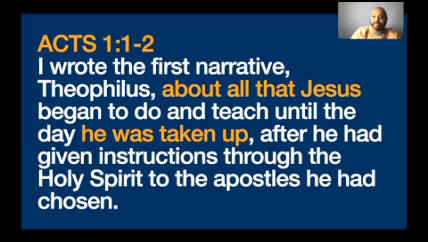 ACTS 1:1-2
I wrote the first narrative,
Theophilus, about all that Jesus
began to do and teach until the
day he was taken up, after he had
given instructions through the
Holy Spirit to the apostles he had
chosen.